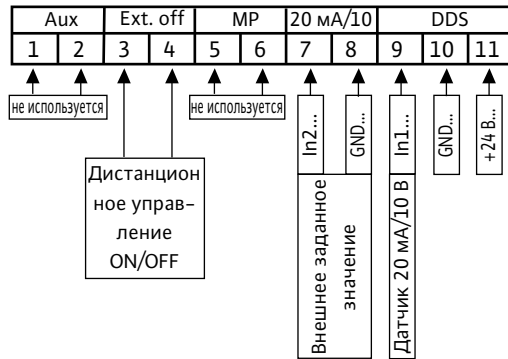 Aux Ext. off MP 20 мА/10 DDS
1 2 3 4 5 6 7 8 9 10 11
не используется
не используется
In2...
GND...
In1...
GND...
+24 В...
Дистанцион
ное управ–
ление
ON/OFF
Внешнее заданное
значение
Датчик 20 мА/10 В